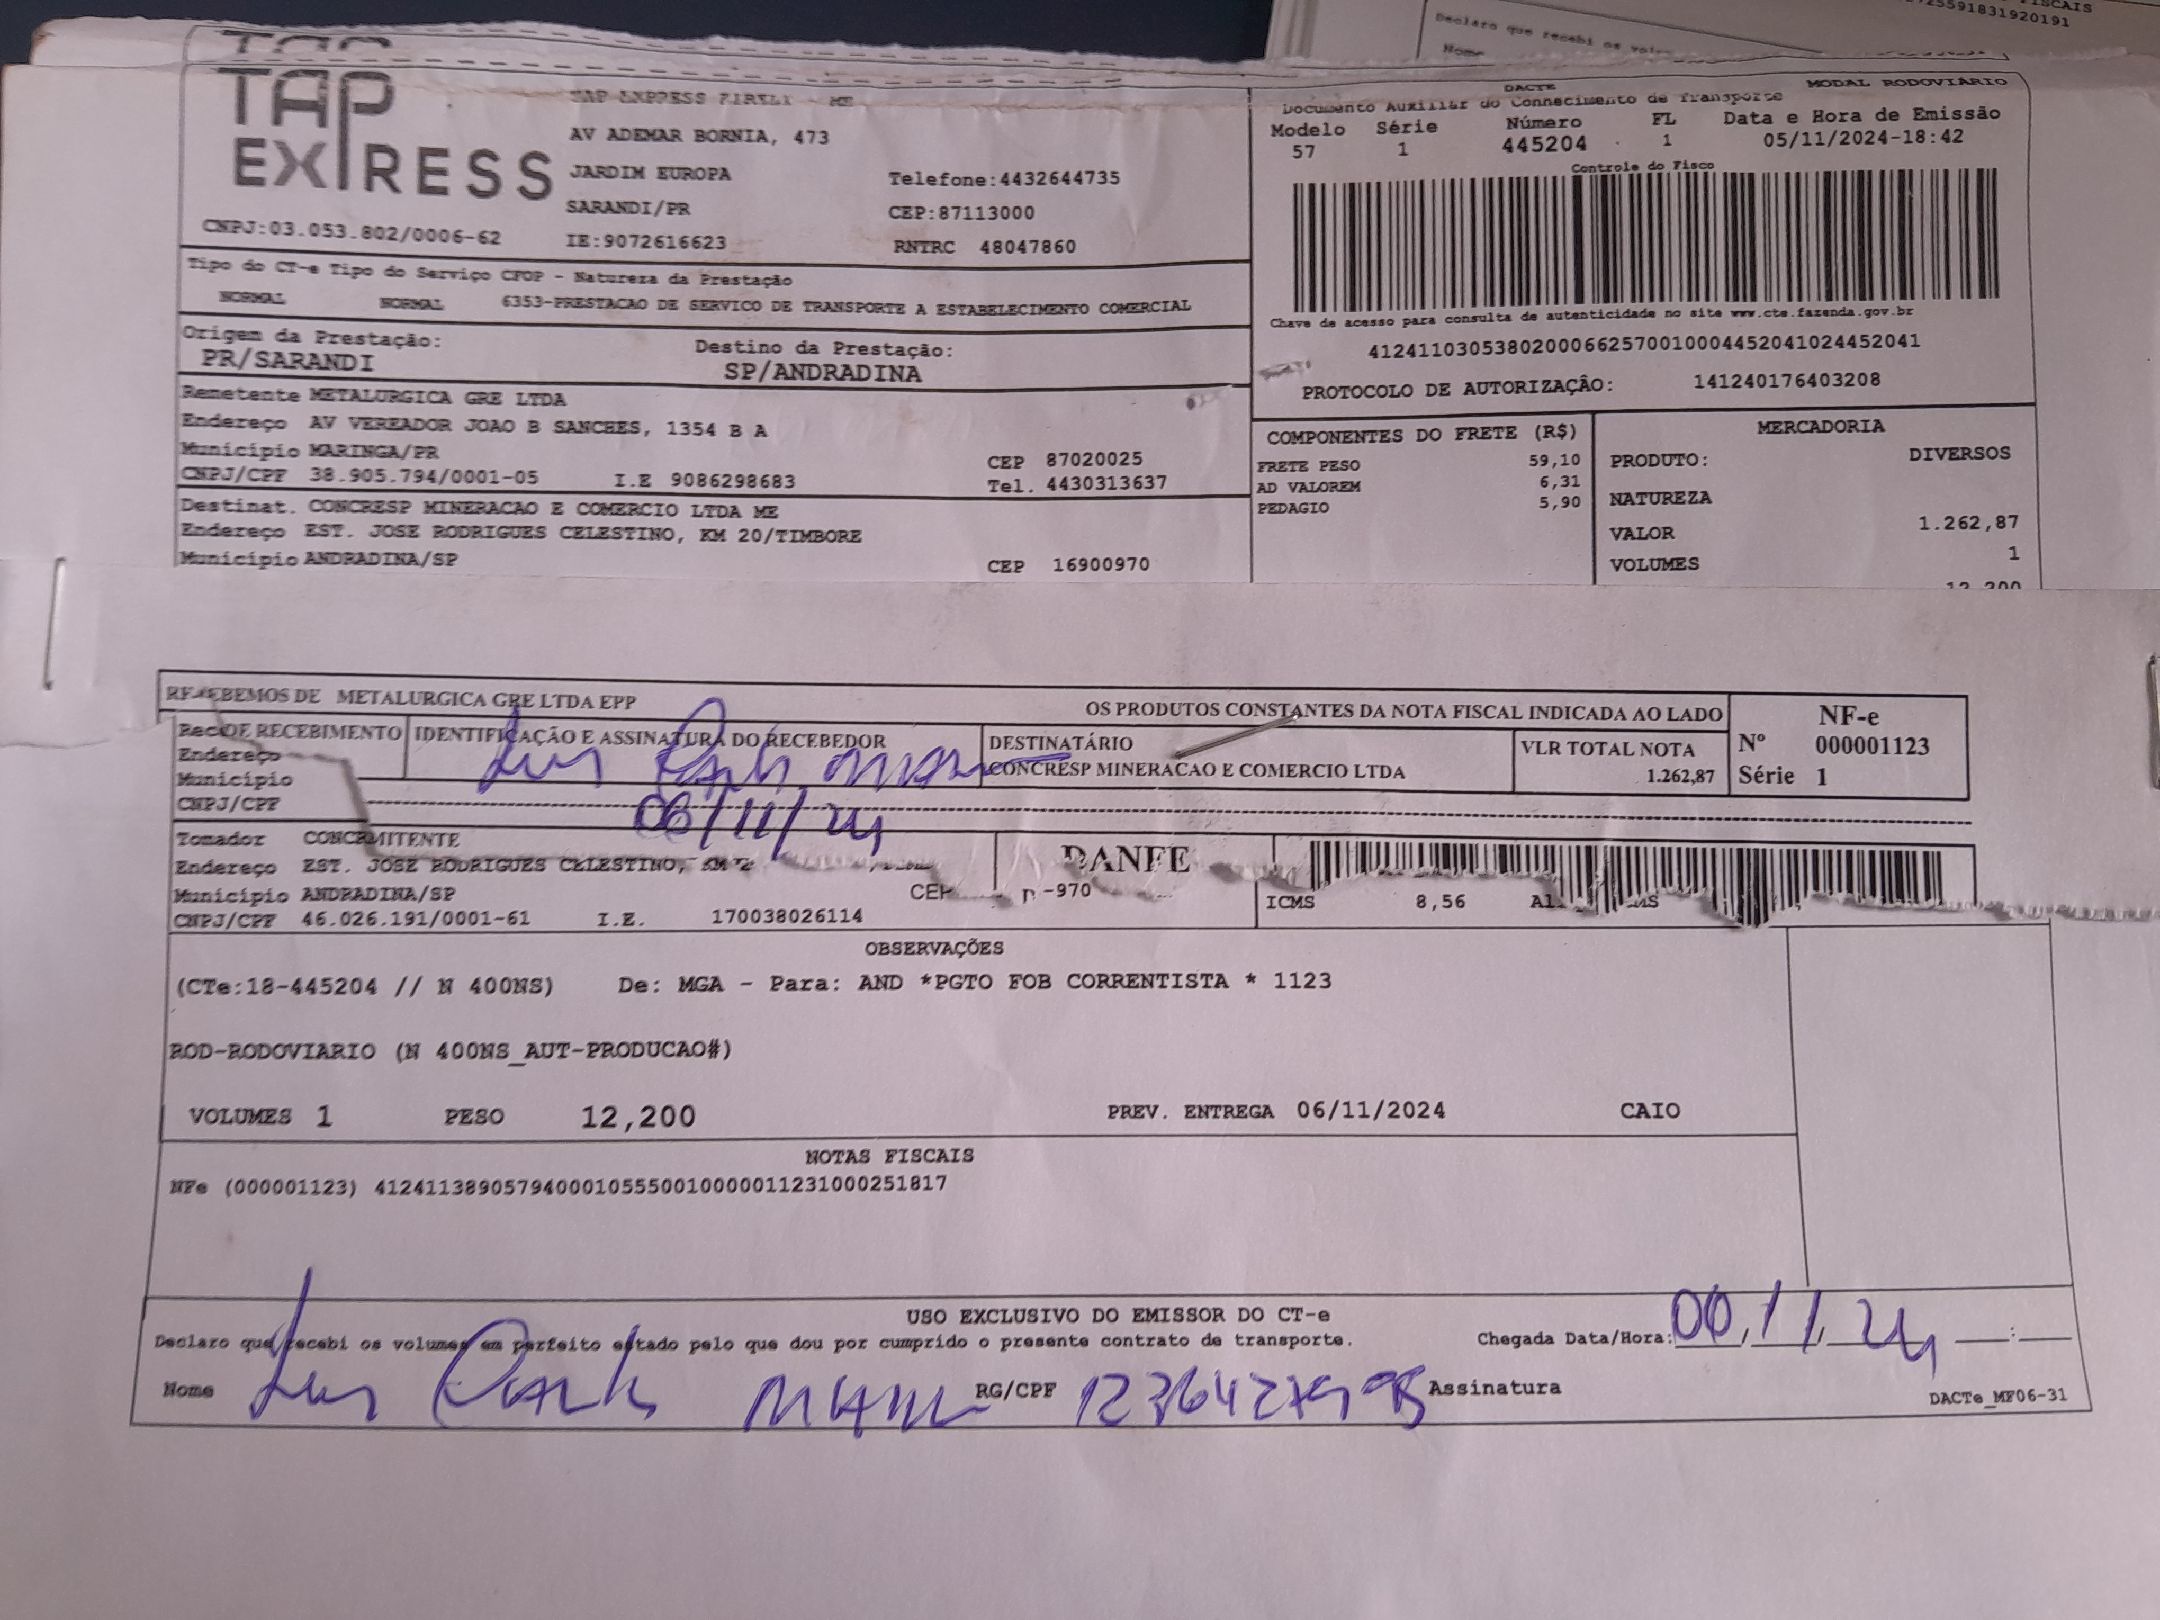 TAP
EXPRESS
TAP EXPRESS EIRELI - ME
AV ADEMAR BORNIA, 473
JARDIM EUROPA
Telefone:4432644735
SARANDI/PR
CEP:87113000
CNPJ:03.053.802/0006-62
IE:9072616623
RNTRC 48047860
DACTE
MODAL RODOVIARIO
Documento Auxiliar do Conhecimento de Transporte
Modelo Série Número FL Data e Hora de Emissão
57 1 445204 1 05/11/2024-18:42
Controle do Fisco
Chave de acesso para consulta de autenticidade no site www.cte.fazenda.gov.br
41241103053802000662570010004452041024452041
PROTOCOLO DE AUTORIZAÇÃO: 141240176403208
Tipo do CT-e Tipo do Serviço CFOP - Natureza da Prestação
NORMAL NORMAL 6353-PRESTACAO DE SERVICO DE TRANSPORTE A ESTABELECIMENTO COMERCIAL
Origem da Prestação: Destino da Prestação:
PR/SARANDI SP/ANDRADINA
Remetente METALURGICA GRE LTDA
Endereço AV VEREADOR JOAO B SANCHES, 1354 B A
Município MARINGA/PR CEP 87020025
CNPJ/CPF 38.905.794/0001-05 I.E 9086298683 Tel. 4430313637
Destinat. CONCRESP MINERACAO E COMERCIO LTDA ME
Endereço EST. JOSE RODRIGUES CELESTINO, KM 20/TIMBORE
Município ANDRADINA/SP CEP 16900970
COMPONENTES DO FRETE (R$)
FRETE PESO 59,10
AD VALOREM 6,31
PEDAGIO 5,90
MERCADORIA
PRODUTO: DIVERSOS
NATUREZA
VALOR 1.262,87
VOLUMES 1
12,200
RECEBEMOS DE METALURGICA GRE LTDA EPP OS PRODUTOS CONSTANTES DA NOTA FISCAL INDICADA AO LADO
NF-e
Nº 000001123
Série 1
DE RECEBIMENTO IDENTIFICAÇÃO E ASSINATURA DO RECEBEDOR
DESTINATÁRIO
CONCRESP MINERACAO E COMERCIO LTDA
VLR TOTAL NOTA
1.262,87
06/11/24
Endereço
Município
CNPJ/CPF
Tomador
Endereço EST. JOSE RODRIGUES CELESTINO,
Município ANDRADINA/SP CEP -970
CNPJ/CPF 46.026.191/0001-61 I.E. 170038026114
DANFE
ICMS 8,56
OBSERVAÇÕES
(CTe:18-445204 // N 400NS) De: MGA - Para: AND *PGTO FOB CORRENTISTA * 1123
ROD-RODOVIARIO (N 400NS_AUT-PRODUCAO#)
VOLUMES 1 PESO 12,200 PREV. ENTREGA 06/11/2024 CAIO
NOTAS FISCAIS
NFe (000001123) 41241138905794000105550010000011231000251817
USO EXCLUSIVO DO EMISSOR DO CT-e
Declaro que recebi os volumes em perfeito estado pelo que dou por cumprido o presente contrato de transporte.
Chegada Data/Hora:
Nome Luis RG/CPF Assinatura
DACTe_MF06-31